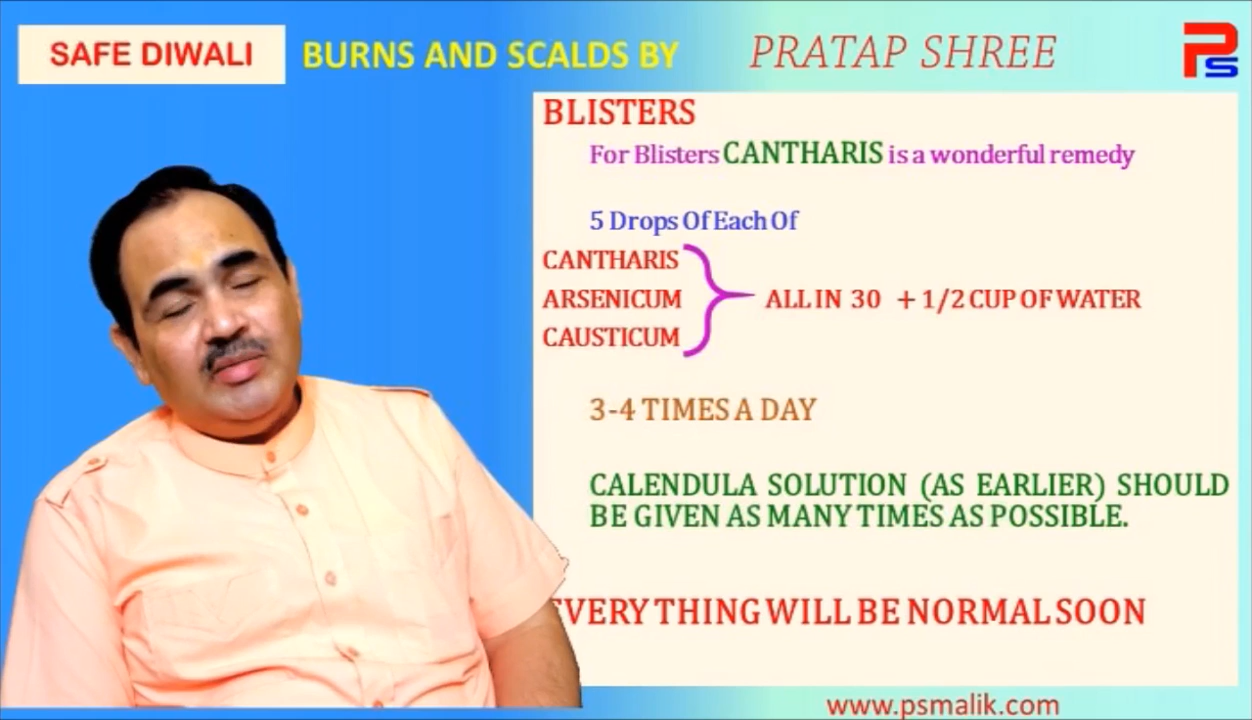 SAFE DIWALI
BURNS AND SCALDS BY
PRATAP SHREE
PS
BLISTERS
For Blisters CANTHARIS is a wonderful remedy
5 Drops Of Each Of
CANTHARIS
ARSENICUM
CAUSTICUM
ALL IN 30 + 1/2 CUP OF WATER
3-4 TIMES A DAY
CALENDULA SOLUTION (AS EARLIER) SHOULD
BE GIVEN AS MANY TIMES AS POSSIBLE.
EVERY THING WILL BE NORMAL SOON
www.psmalik.com